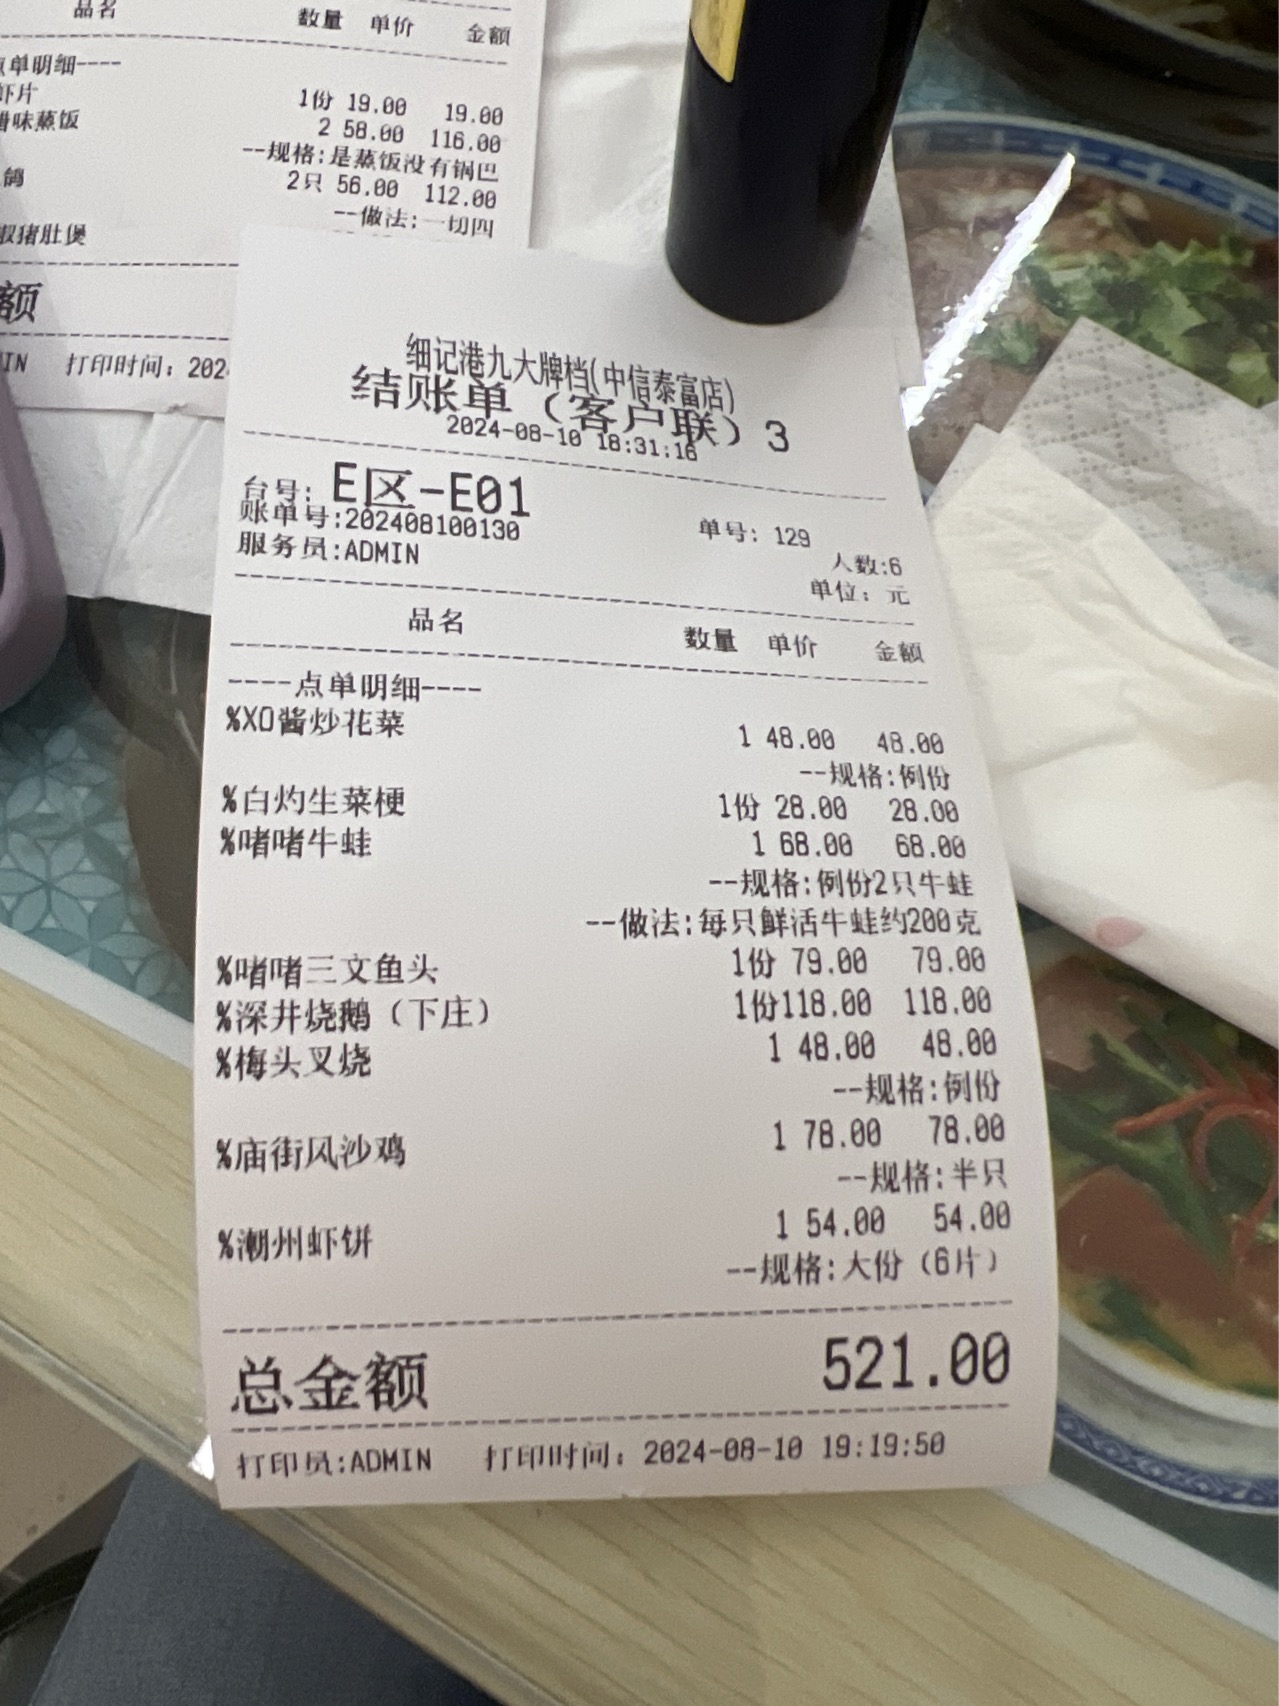 品名 数量 单价 金额
点单明细----
虾片 1份 19.00 19.00
味蒸饭 2 58.00 116.00
--规格:是蒸饭没有锅巴
鸽 2只 56.00 112.00
--做法:一切四
猪肚煲
额
IN 打印时间:202
细记港九大牌档(中信泰富店)
结账单(客户联)3
2024-08-10 18:31:16
台号: E区-E01
账单号:202408100130 单号: 129
服务员:ADMIN 人数:6
单位: 元
品名 数量 单价 金额
----点单明细----
%XO酱炒花菜 1 48.00 48.00
--规格:例份
%白灼生菜梗 1份 28.00 28.00
%啫啫牛蛙 1 68.00 68.00
--规格:例份2只牛蛙
--做法:每只鲜活牛蛙约200克
%啫啫三文鱼头 1份 79.00 79.00
%深井烧鹅(下庄) 1份118.00 118.00
%梅头叉烧 1 48.00 48.00
--规格:例份
%庙街风沙鸡 1 78.00 78.00
--规格:半只
%潮州虾饼 1 54.00 54.00
--规格:大份(6片)
总金额 521.00
打印员:ADMIN 打印时间: 2024-08-10 19:19:50